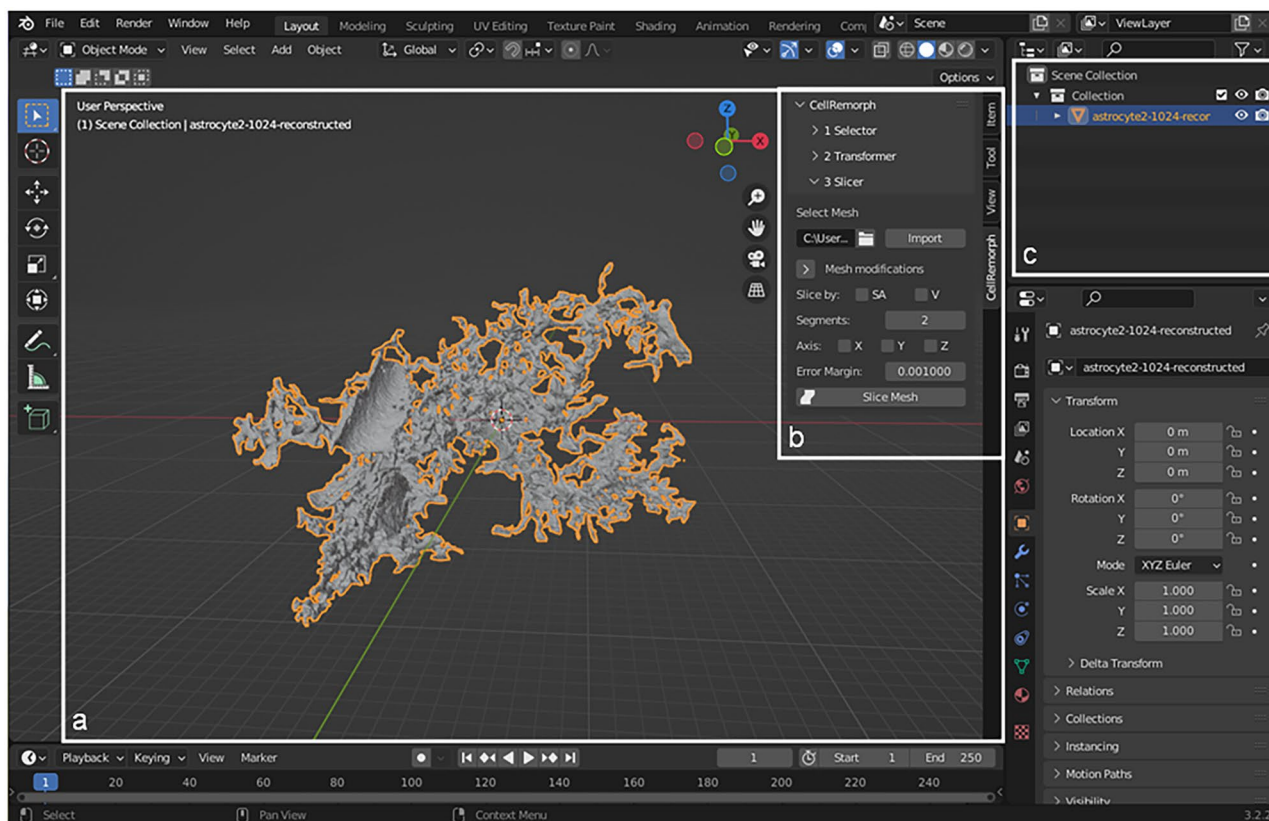 File Edit Render Window Help Layout Modeling Sculpting UV Editing Texture Paint Shading Animation Rendering Scene ViewLayer
Object Mode View Select Add Object Global
Options
User Perspective
(1) Scene Collection | astrocyte2-1024-reconstructed
Z
Y
X
CellRemorph
1 Selector
2 Transformer
3 Slicer
Select Mesh
C:\User... Import
Mesh modifications
Slice by: SA V
Segments: 2
Axis: X Y Z
Error Margin: 0.001000
Slice Mesh
b
Item
Tool
View
CellRemorph
a
Scene Collection
Collection
astrocyte2-1024-recor
c
astrocyte2-1024-reconstructed
astrocyte2-1024-reconstructed
Transform
Location X 0 m
Y 0 m
Z 0 m
Rotation X 0°
Y 0°
Z 0°
Mode XYZ Euler
Scale X 1.000
Y 1.000
Z 1.000
Delta Transform
Relations
Collections
Instancing
Motion Paths
Visibility
Playback Keying View Marker 1 Start 1 End 250
1 20 40 60 80 100 120 140 160 180 200 220 240
Select Pan View Context Menu